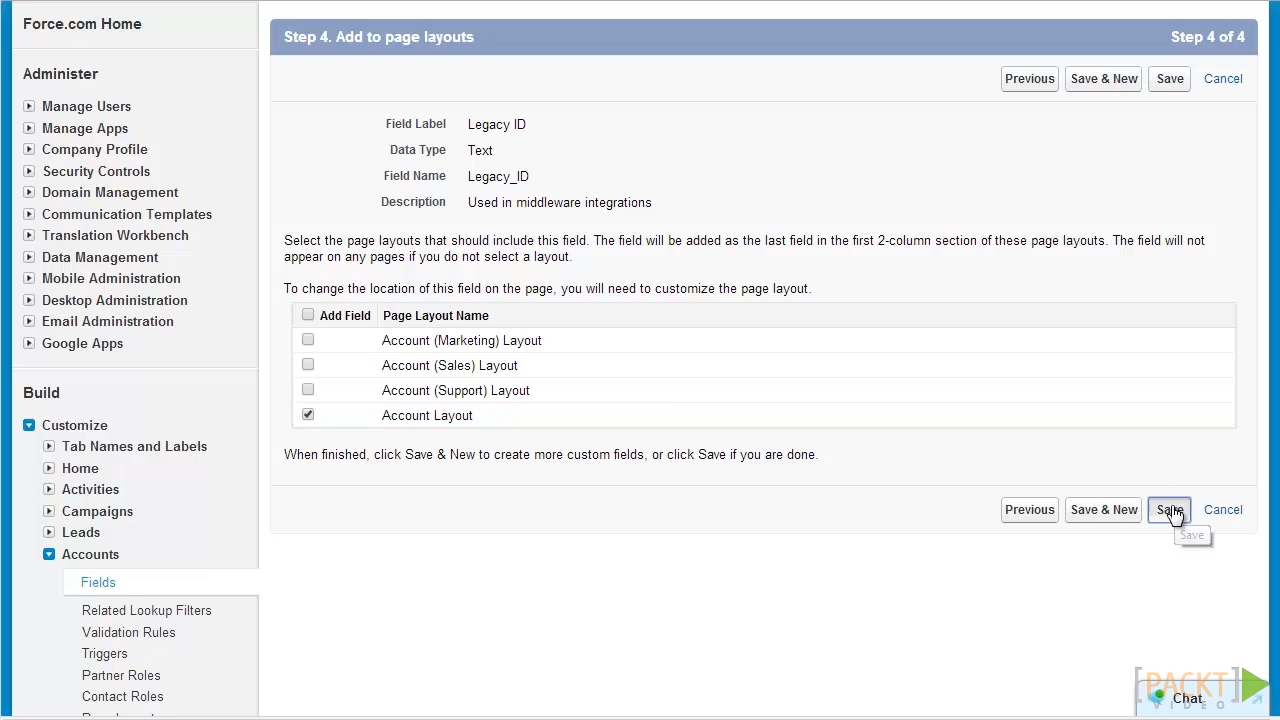 Force.com Home
Administer
Manage Users
Manage Apps
Company Profile
Security Controls
Domain Management
Communication Templates
Translation Workbench
Data Management
Mobile Administration
Desktop Administration
Email Administration
Google Apps
Build
Customize
Tab Names and Labels
Home
Activities
Campaigns
Leads
Accounts
Fields
Related Lookup Filters
Validation Rules
Triggers
Partner Roles
Contact Roles
Step 4. Add to page layouts Step 4 of 4
Previous Save & New Save Cancel
Field Label Legacy ID
Data Type Text
Field Name Legacy_ID
Description Used in middleware integrations
Select the page layouts that should include this field. The field will be added as the last field in the first 2-column section of these page layouts. The field will not
appear on any pages if you do not select a layout.
To change the location of this field on the page, you will need to customize the page layout.
Add Field Page Layout Name
Account (Marketing) Layout
Account (Sales) Layout
Account (Support) Layout
Account Layout
When finished, click Save & New to create more custom fields, or click Save if you are done.
Previous Save & New Save Cancel
Save
[PACKT]
VIDEO
Chat